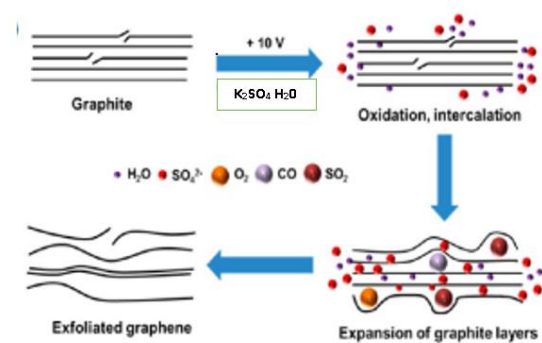 + 10 V
K₂SO₄ H₂0
Graphite
Oxidation, intercalation
H₂O SO₄²⁻ O₂ CO SO₂
Exfoliated graphene
Expansion of graphite layers